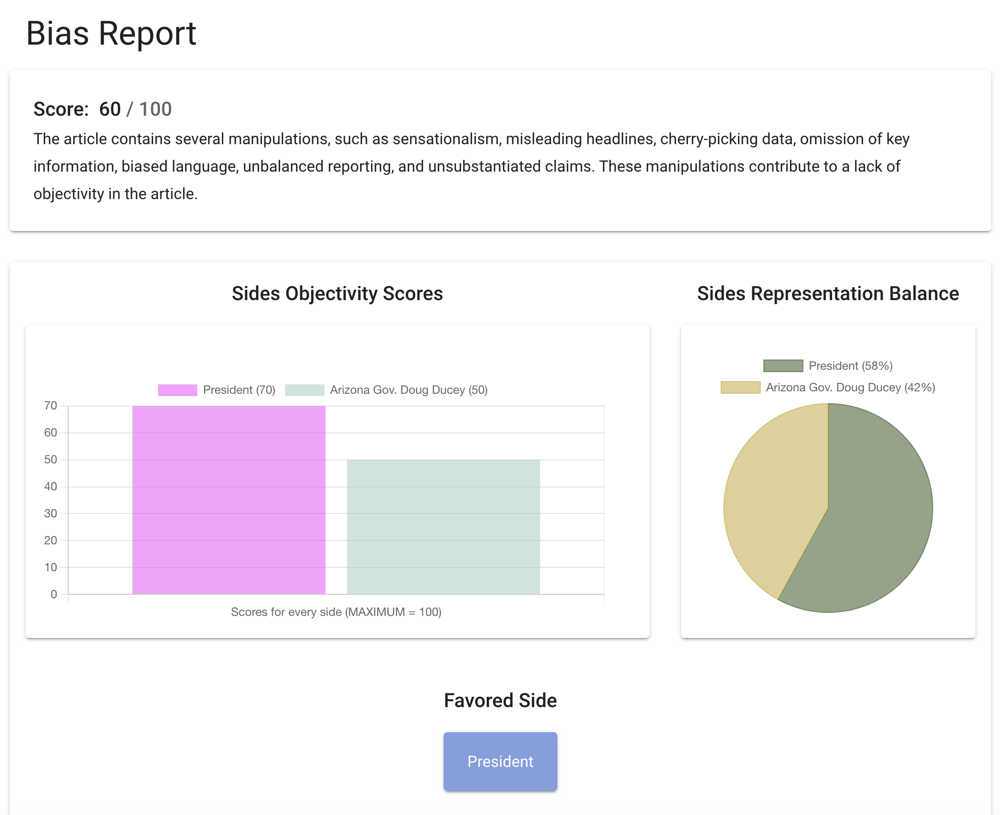 Bias Report
Score: 60 / 100
The article contains several manipulations, such as sensationalism, misleading headlines, cherry-picking data, omission of key
information, biased language, unbalanced reporting, and unsubstantiated claims. These manipulations contribute to a lack of
objectivity in the article.
Sides Objectivity Scores
President (70) Arizona Gov. Doug Ducey (50)
70
60
50
40
30
20
10
0
Scores for every side (MAXIMUM = 100)
Sides Representation Balance
President (58%)
Arizona Gov. Doug Ducey (42%)
Favored Side
President